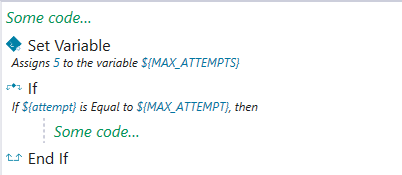 Some code...
Set Variable
Assigns 5 to the variable ${MAX_ATTEMPTS}
If
If ${attempt} is Equal to ${MAX_ATTEMPT}, then
Some code...
End If